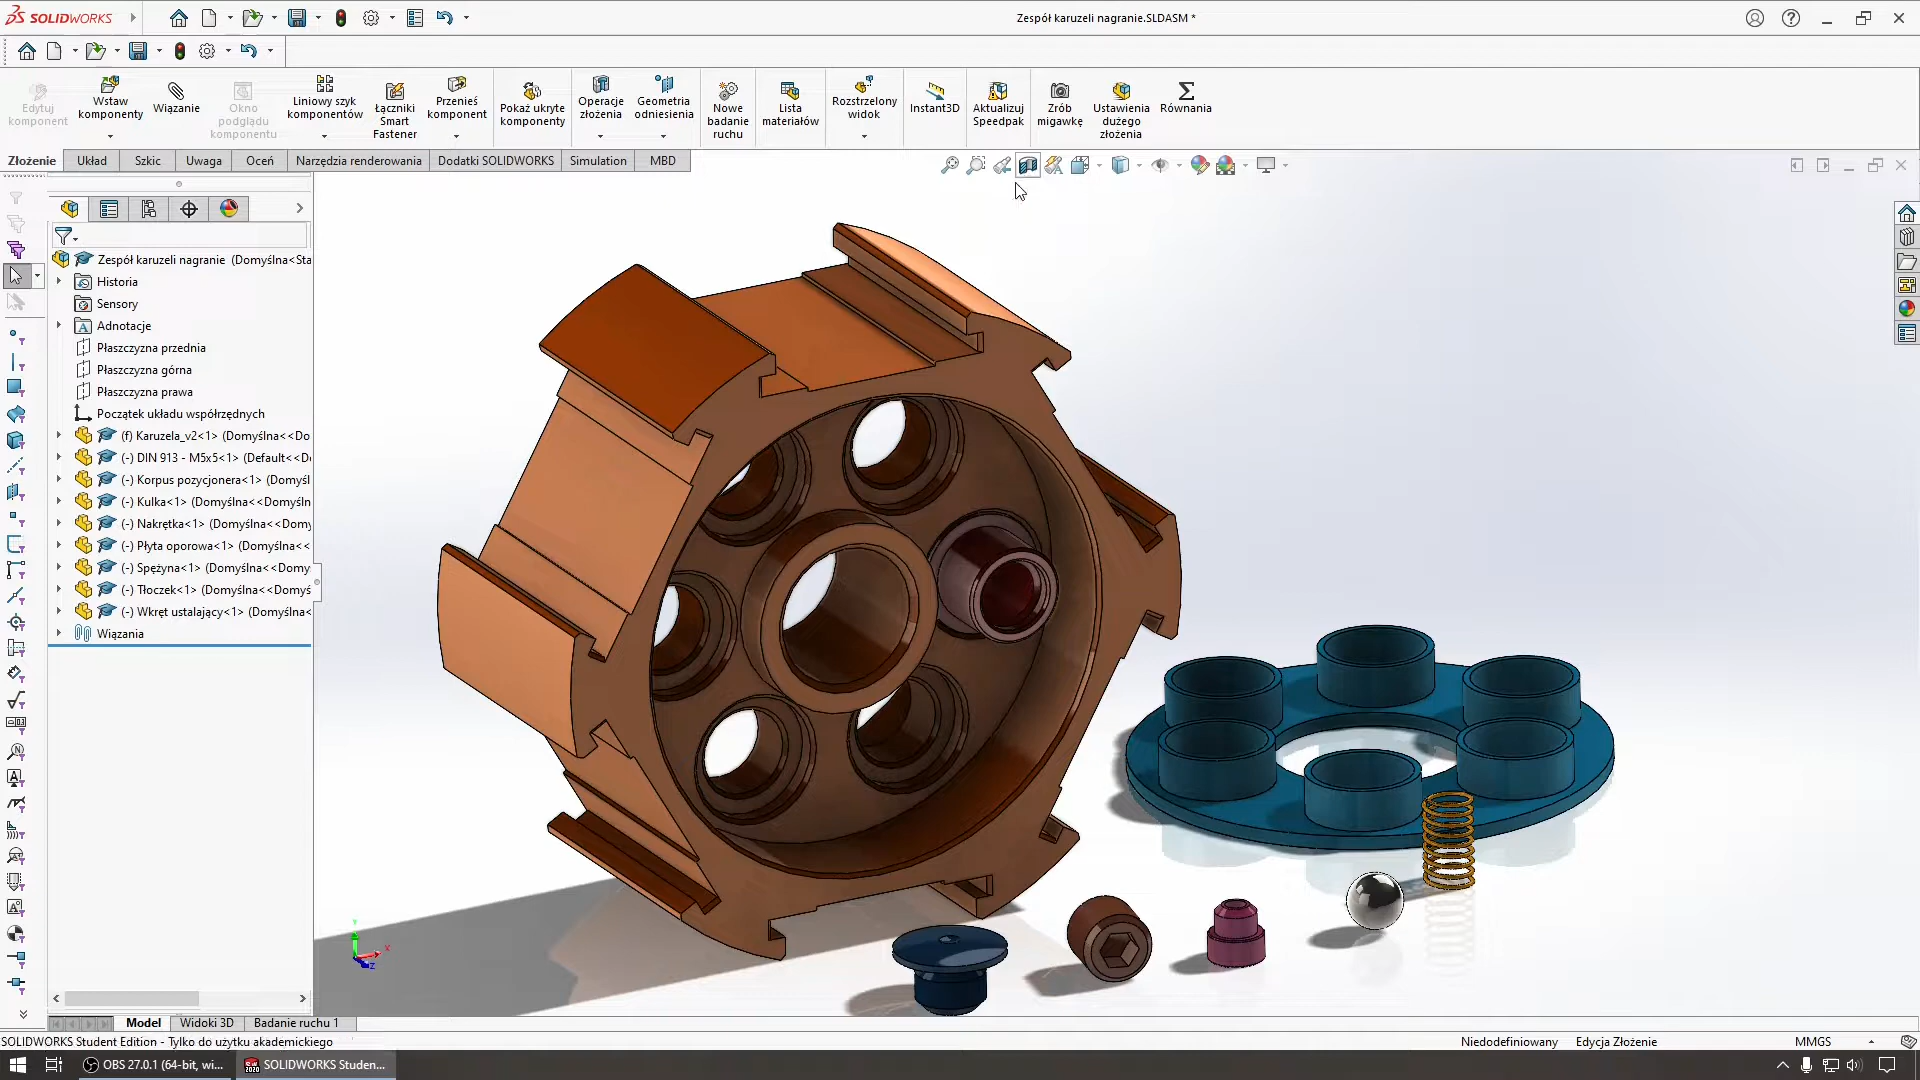 SOLIDWORKS
Zespół karuzeli nagranie.SLDASM *
Edytuj komponent
Wstaw komponenty
Wiązanie
Okno podglądu komponentu
Liniowy szyk komponentów
Łączniki Smart Fastener
Przenieś komponent
Pokaż ukryte komponenty
Operacje złożenia
Geometria odniesienia
Nowe badanie ruchu
Lista materiałów
Rozstrzelony widok
Instant3D
Aktualizuj Speedpak
Zrób migawkę
Ustawienia dużego złożenia
Równania
Złożenie
Układ
Szkic
Uwaga
Oceń
Narzędzia renderowania
Dodatki SOLIDWORKS
Simulation
MBD
Zespół karuzeli nagranie (Domyślna<Sta
Historia
Sensory
Adnotacje
Płaszczyzna przednia
Płaszczyzna górna
Płaszczyzna prawa
Początek układu współrzędnych
(f) Karuzela_v2<1> (Domyślna<<Do
(-) DIN 913 - M5x5<1> (Default<<D
(-) Korpus pozycjonera<1> (Domyśl
(-) Kulka<1> (Domyślna<<Domyśln
(-) Nakrętka<1> (Domyślna<<Domy
(-) Płyta oporowa<1> (Domyślna<<
(-) Spężyna<1> (Domyślna<<Domy
(-) Tłoczek<1> (Domyślna<<Domyś
(-) Wkręt ustalający<1> (Domyślna<
Wiązania
Y
X
Z
Model
Widoki 3D
Badanie ruchu 1
SOLIDWORKS Student Edition - Tylko do użytku akademickiego
Niedodefiniowany
Edycja Złożenie
MMGS
OBS 27.0.1 (64-bit, wi...
SOLIDWORKS Studen...